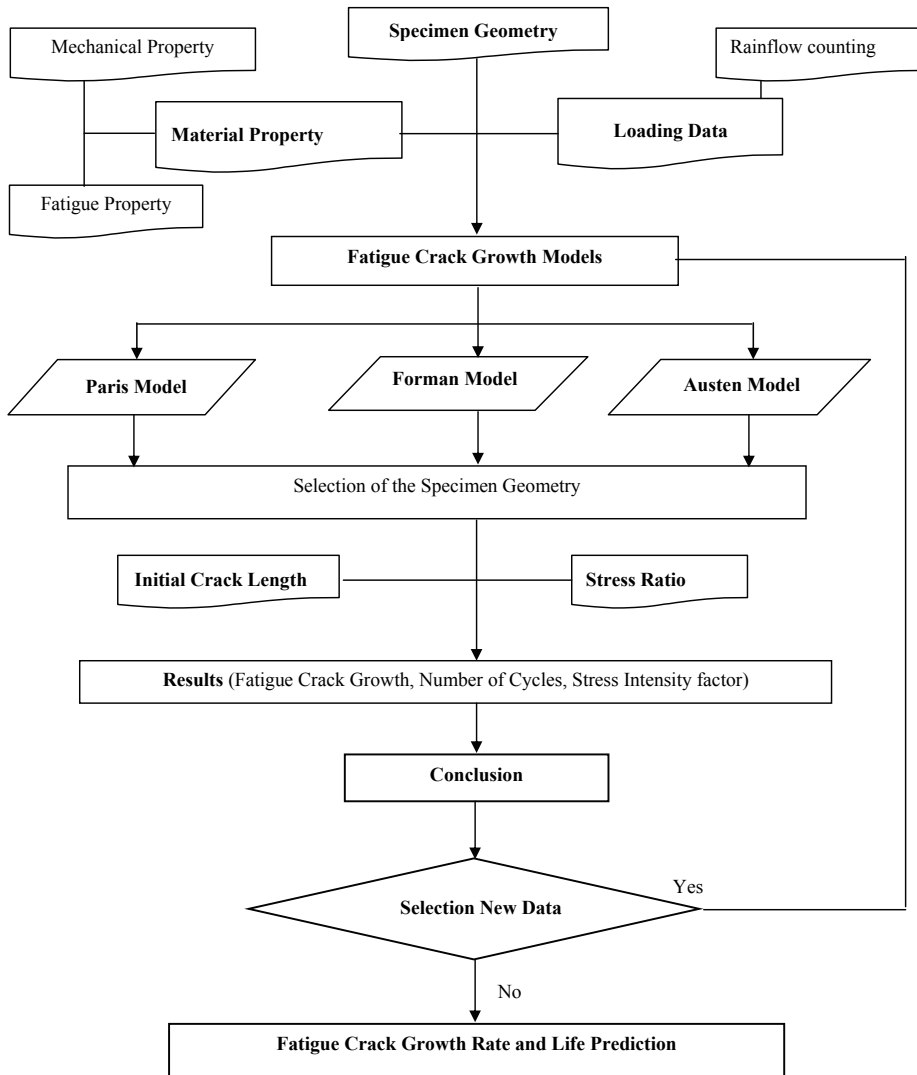 Mechanical Property
Specimen Geometry
Rainflow counting
Material Property
Loading Data
Fatigue Property
Fatigue Crack Growth Models
Paris Model
Forman Model
Austen Model
Selection of the Specimen Geometry
Initial Crack Length
Stress Ratio
Results (Fatigue Crack Growth, Number of Cycles, Stress Intensity factor)
Conclusion
Selection New Data
Yes
No
Fatigue Crack Growth Rate and Life Prediction